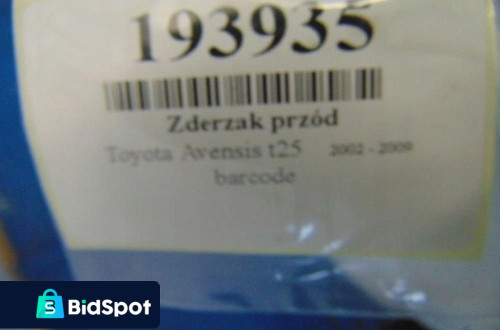 193935
Zderzak przód
Toyota Avensis t25 2002 - 2009
barcode
BidSpot